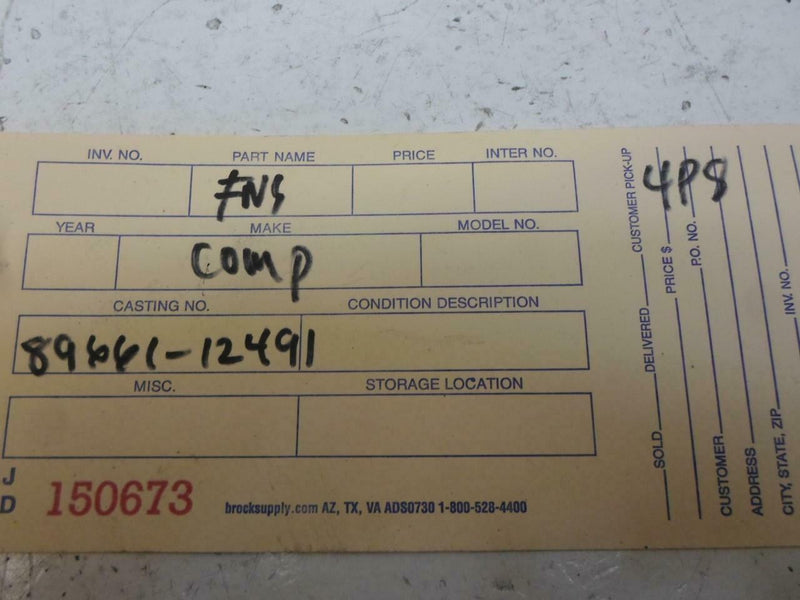 INV. NO. PART NAME PRICE INTER NO.
ENG
YEAR MAKE MODEL NO.
COMP
CASTING NO. CONDITION DESCRIPTION
89661-12491
MISC. STORAGE LOCATION
J
D
150673
brocksupply.com AZ, TX, VA ADS0730 1-800-528-4400
4P8
SOLD DELIVERED CUSTOMER PICK-UP
PRICE $
P.O. NO.
CUSTOMER
ADDRESS
CITY, STATE, ZIP
INV. NO.